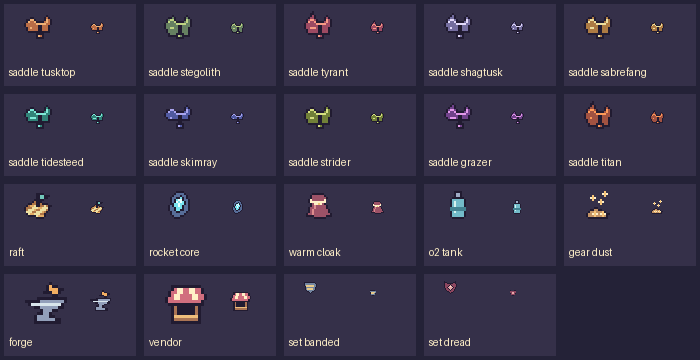 saddle tusktop
saddle stegolith
saddle tyrant
saddle shagtusk
saddle sabrefang
saddle tidesteed
saddle skimray
saddle strider
saddle grazer
saddle titan
raft
rocket core
warm cloak
o2 tank
gear dust
forge
vendor
set banded
set dread